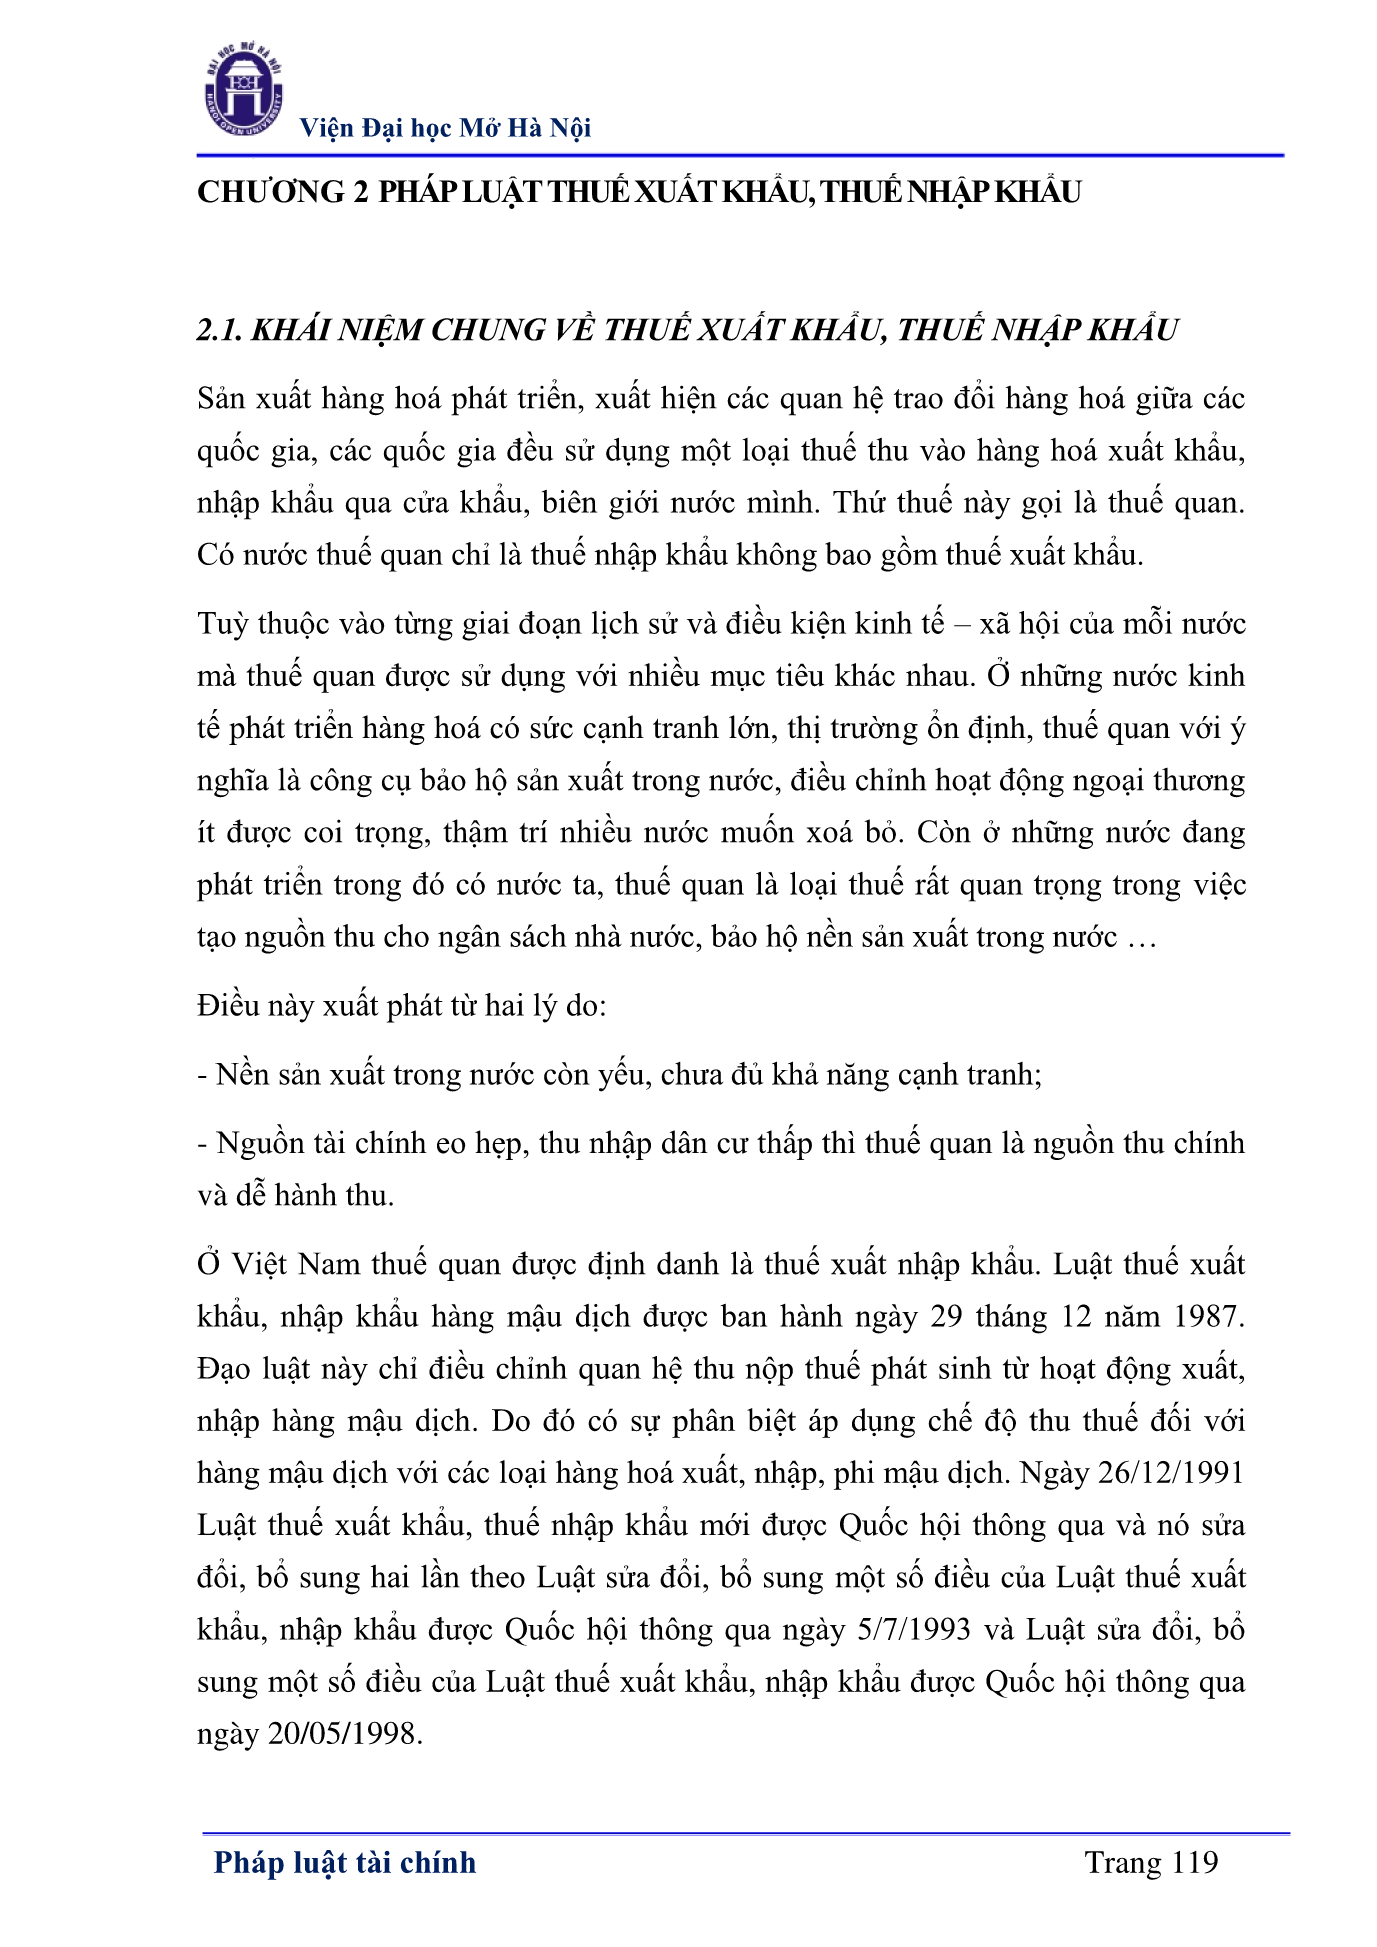 ĐẠI HỌC MỞ HÀ NỘI
HANOI OPEN UNIVERSITY
Viện Đại học Mở Hà Nội
CHƯƠNG 2 PHÁP LUẬT THUẾ XUẤT KHẨU, THUẾ NHẬP KHẨU
2.1. KHÁI NIỆM CHUNG VỀ THUẾ XUẤT KHẨU, THUẾ NHẬP KHẨU
Sản xuất hàng hoá phát triển, xuất hiện các quan hệ trao đổi hàng hoá giữa các
quốc gia, các quốc gia đều sử dụng một loại thuế thu vào hàng hoá xuất khẩu,
nhập khẩu qua cửa khẩu, biên giới nước mình. Thứ thuế này gọi là thuế quan.
Có nước thuế quan chỉ là thuế nhập khẩu không bao gồm thuế xuất khẩu.
Tuỳ thuộc vào từng giai đoạn lịch sử và điều kiện kinh tế – xã hội của mỗi nước
mà thuế quan được sử dụng với nhiều mục tiêu khác nhau. Ở những nước kinh
tế phát triển hàng hoá có sức cạnh tranh lớn, thị trường ổn định, thuế quan với ý
nghĩa là công cụ bảo hộ sản xuất trong nước, điều chỉnh hoạt động ngoại thương
ít được coi trọng, thậm trí nhiều nước muốn xoá bỏ. Còn ở những nước đang
phát triển trong đó có nước ta, thuế quan là loại thuế rất quan trọng trong việc
tạo nguồn thu cho ngân sách nhà nước, bảo hộ nền sản xuất trong nước …
Điều này xuất phát từ hai lý do:
- Nền sản xuất trong nước còn yếu, chưa đủ khả năng cạnh tranh;
- Nguồn tài chính eo hẹp, thu nhập dân cư thấp thì thuế quan là nguồn thu chính
và dễ hành thu.
Ở Việt Nam thuế quan được định danh là thuế xuất nhập khẩu. Luật thuế xuất
khẩu, nhập khẩu hàng mậu dịch được ban hành ngày 29 tháng 12 năm 1987.
Đạo luật này chỉ điều chỉnh quan hệ thu nộp thuế phát sinh từ hoạt động xuất,
nhập hàng mậu dịch. Do đó có sự phân biệt áp dụng chế độ thu thuế đối với
hàng mậu dịch với các loại hàng hoá xuất, nhập, phi mậu dịch. Ngày 26/12/1991
Luật thuế xuất khẩu, thuế nhập khẩu mới được Quốc hội thông qua và nó sửa
đổi, bổ sung hai lần theo Luật sửa đổi, bổ sung một số điều của Luật thuế xuất
khẩu, nhập khẩu được Quốc hội thông qua ngày 5/7/1993 và Luật sửa đổi, bổ
sung một số điều của Luật thuế xuất khẩu, nhập khẩu được Quốc hội thông qua
ngày 20/05/1998.
Pháp luật tài chính
Trang 119